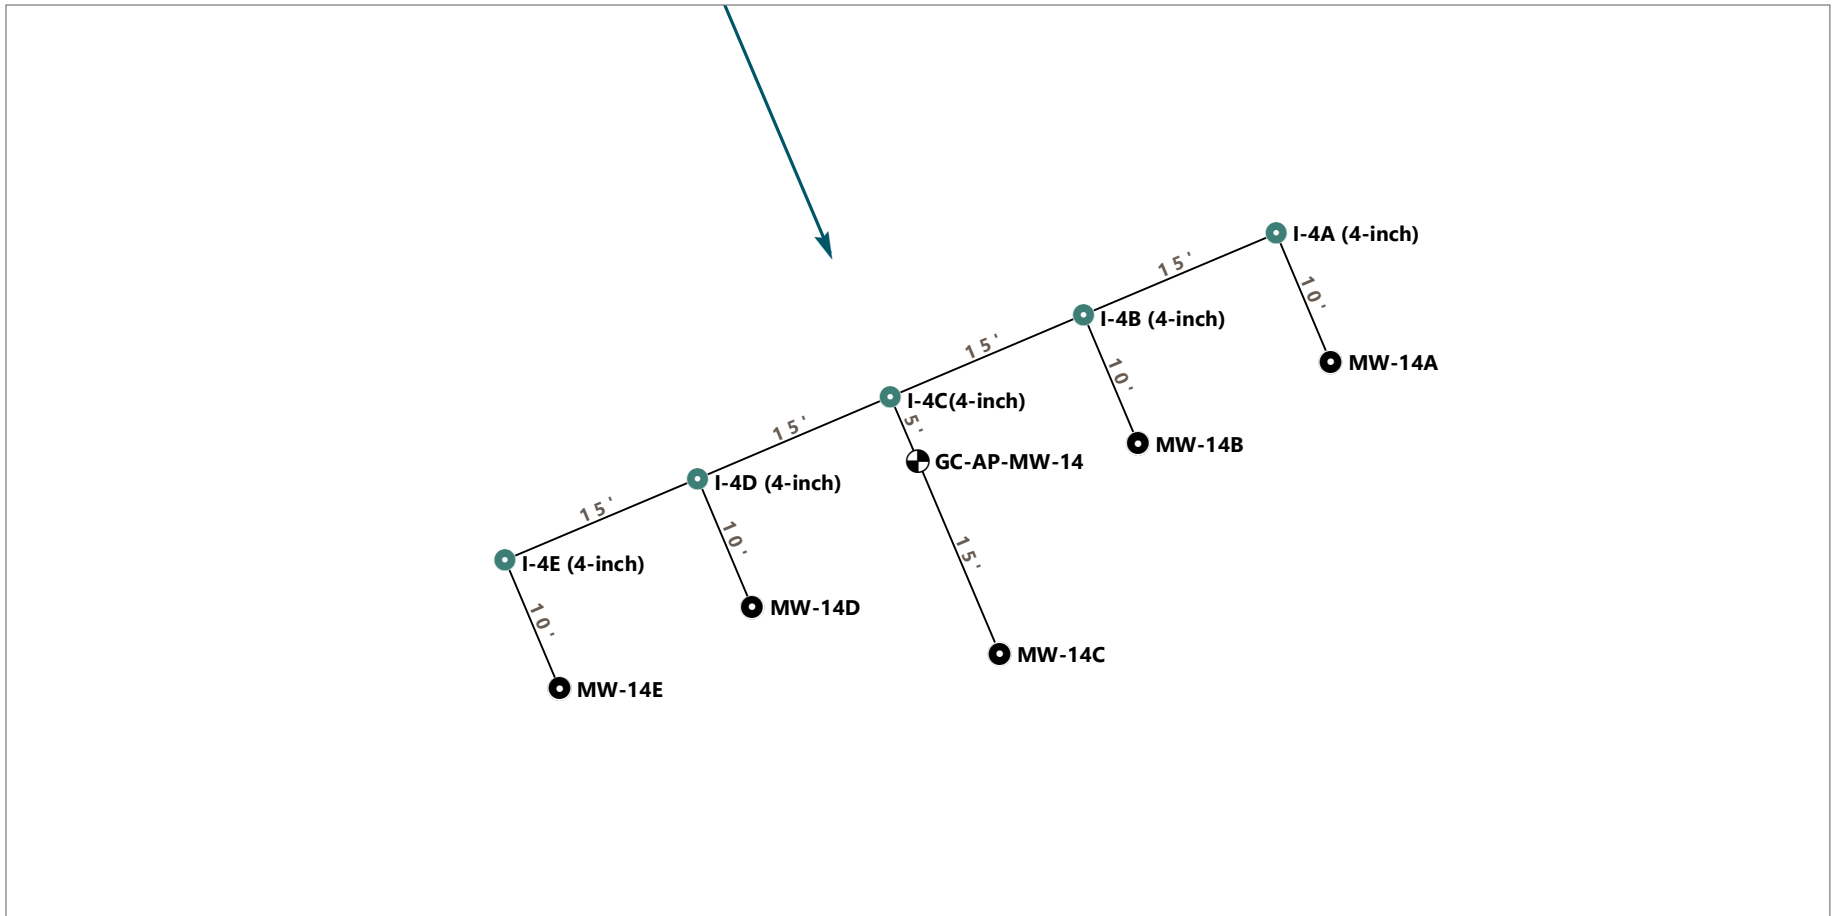 I-4A (4-inch)
15'
10'
I-4B (4-inch)
15'
MW-14A
10'
I-4C(4-inch)
5'
15'
MW-14B
GC-AP-MW-14
I-4D (4-inch)
15'
10'
15'
I-4E (4-inch)
MW-14D
10'
MW-14C
MW-14E